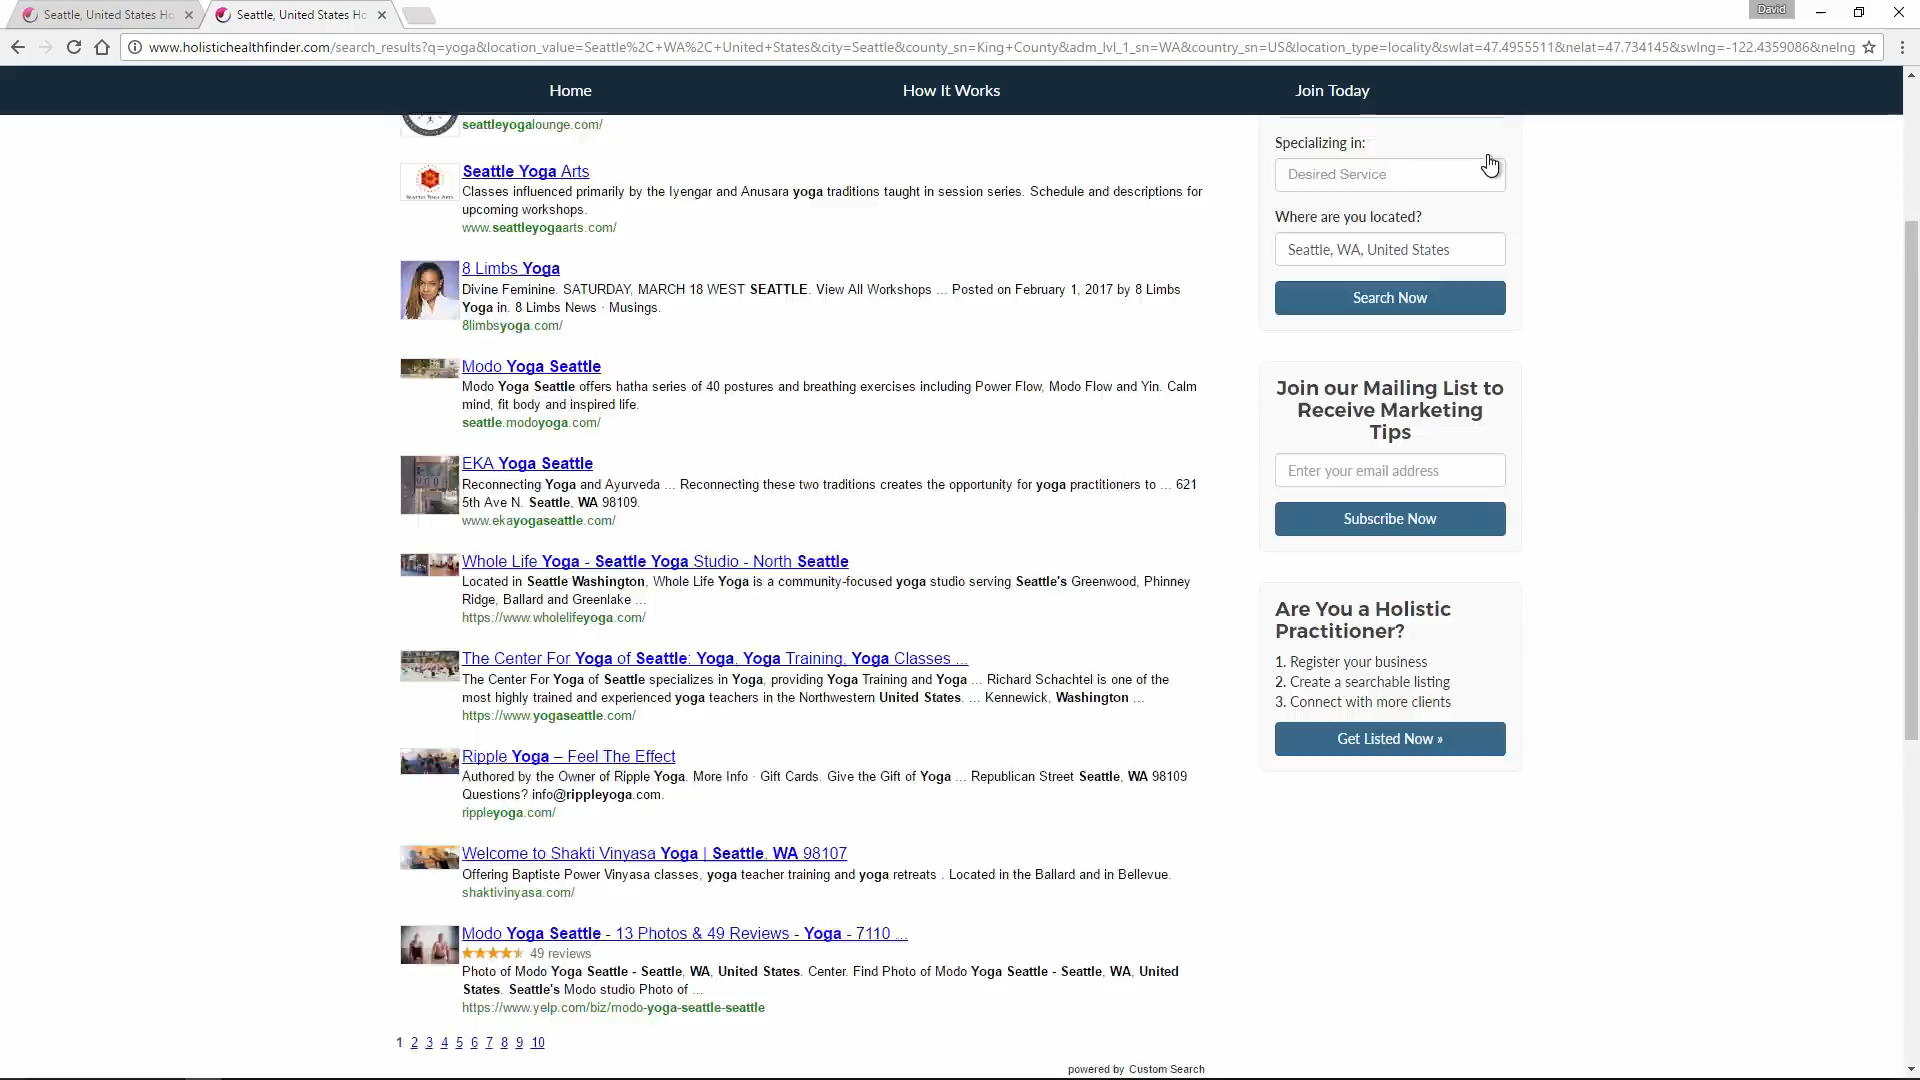 Seattle, United States Ho
Seattle, United States Ho
David
www.holistichealthfinder.com/search_results?q=yoga&location_value=Seattle%2C+WA%2C+United+States&city=Seattle&county_sn=King+County&adm_lvl_1_sn=WA&country_sn=US&location_type=locality&swlat=47.4955511&nelat=47.734145&swlng=-122.4359086&nelng
Home
How It Works
Join Today
seattleyogalounge.com/
Seattle Yoga Arts
Classes influenced primarily by the Iyengar and Anusara yoga traditions taught in session series. Schedule and descriptions for
upcoming workshops.
www.seattleyogaarts.com/
8 Limbs Yoga
Divine Feminine. SATURDAY, MARCH 18 WEST SEATTLE. View All Workshops ... Posted on February 1, 2017 by 8 Limbs
Yoga in. 8 Limbs News · Musings.
8limbsyoga.com/
Modo Yoga Seattle
Modo Yoga Seattle offers hatha series of 40 postures and breathing exercises including Power Flow, Modo Flow and Yin. Calm
mind, fit body and inspired life.
seattle.modoyoga.com/
EKA Yoga Seattle
Reconnecting Yoga and Ayurveda ... Reconnecting these two traditions creates the opportunity for yoga practitioners to ... 621
5th Ave N. Seattle, WA 98109.
www.ekayogaseattle.com/
Whole Life Yoga - Seattle Yoga Studio - North Seattle
Located in Seattle Washington, Whole Life Yoga is a community-focused yoga studio serving Seattle's Greenwood, Phinney
Ridge, Ballard and Greenlake ...
https://www.wholelifeyoga.com/
The Center For Yoga of Seattle: Yoga, Yoga Training, Yoga Classes ...
The Center For Yoga of Seattle specializes in Yoga, providing Yoga Training and Yoga ... Richard Schachtel is one of the
most highly trained and experienced yoga teachers in the Northwestern United States. ... Kennewick, Washington ...
https://www.yogaseattle.com/
Ripple Yoga – Feel The Effect
Authored by the Owner of Ripple Yoga. More Info · Gift Cards. Give the Gift of Yoga ... Republican Street Seattle, WA 98109
Questions? info@rippleyoga.com.
rippleyoga.com/
Welcome to Shakti Vinyasa Yoga | Seattle, WA 98107
Offering Baptiste Power Vinyasa classes, yoga teacher training and yoga retreats . Located in the Ballard and in Bellevue.
shaktivinyasa.com/
Modo Yoga Seattle - 13 Photos & 49 Reviews - Yoga - 7110 ...
49 reviews
Photo of Modo Yoga Seattle - Seattle, WA, United States. Center. Find Photo of Modo Yoga Seattle - Seattle, WA, United
States. Seattle's Modo studio Photo of ...
https://www.yelp.com/biz/modo-yoga-seattle-seattle
1 2 3 4 5 6 7 8 9 10
powered by Custom Search
Specializing in:
Desired Service
Where are you located?
Seattle, WA, United States
Search Now
Join our Mailing List to
Receive Marketing
Tips
Enter your email address
Subscribe Now
Are You a Holistic
Practitioner?
1. Register your business
2. Create a searchable listing
3. Connect with more clients
Get Listed Now »